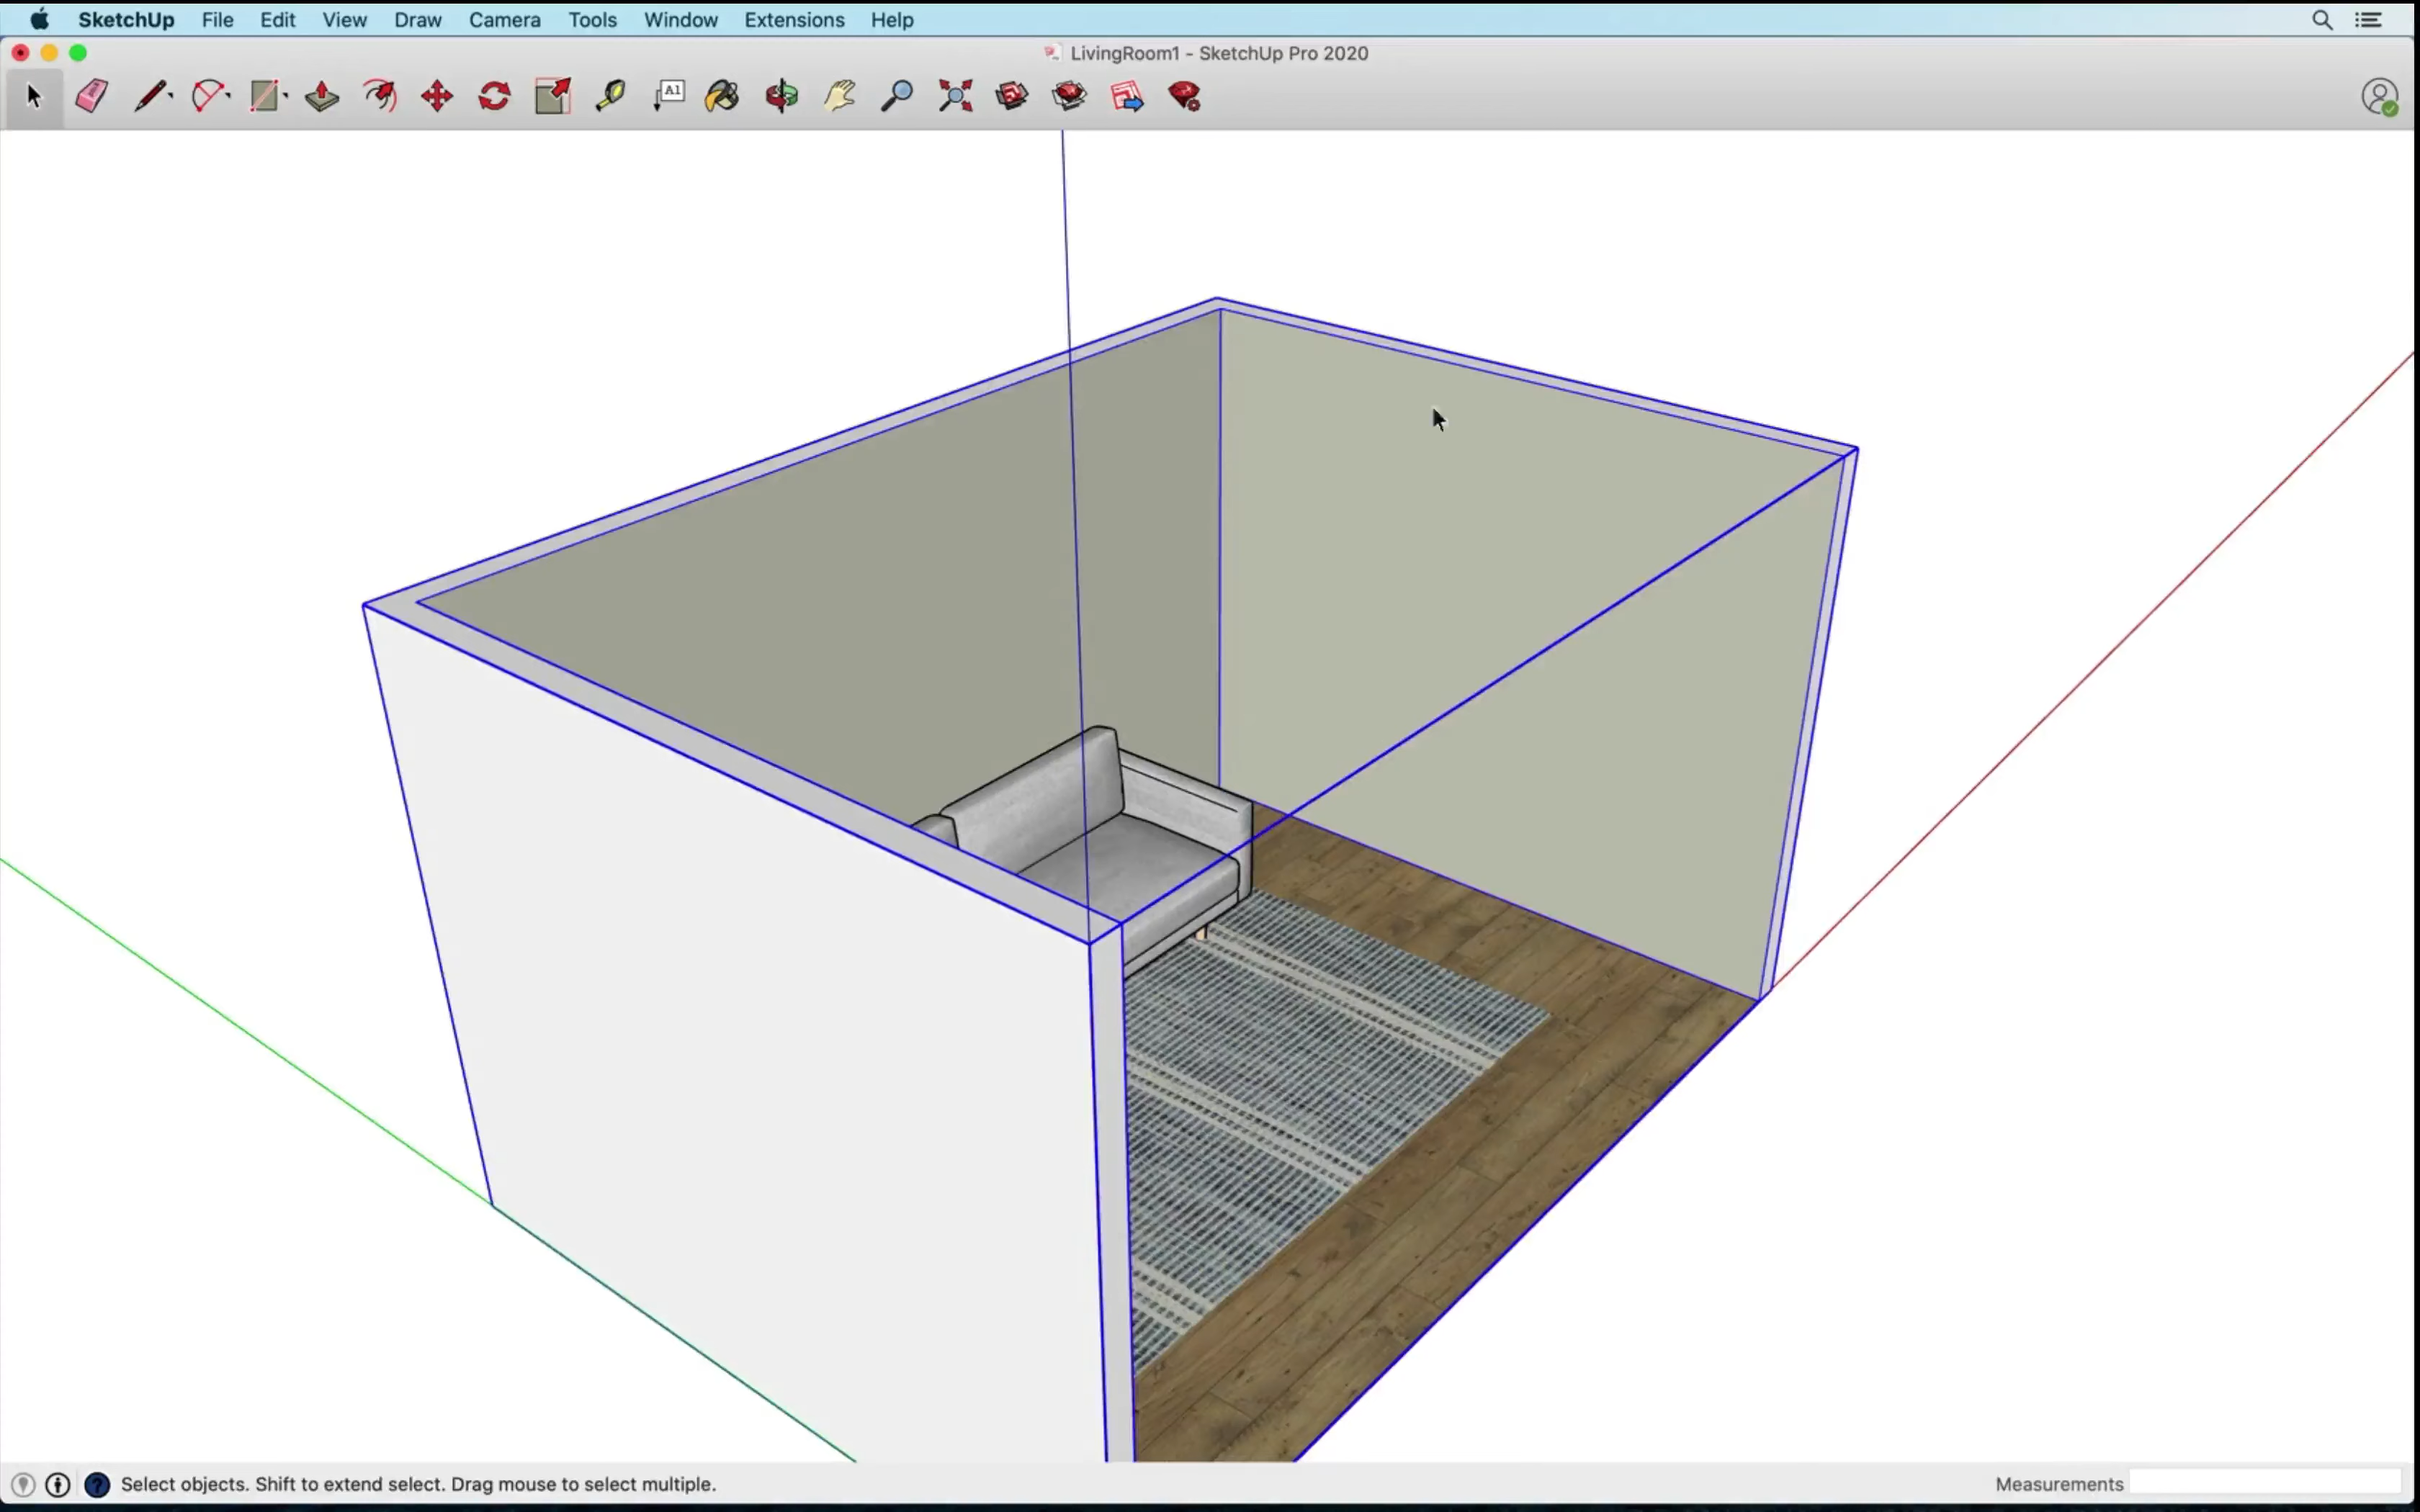 SketchUp File Edit View Draw Camera Tools Window Extensions Help
LivingRoom1 - SketchUp Pro 2020
A1
Select objects. Shift to extend select. Drag mouse to select multiple.
Measurements